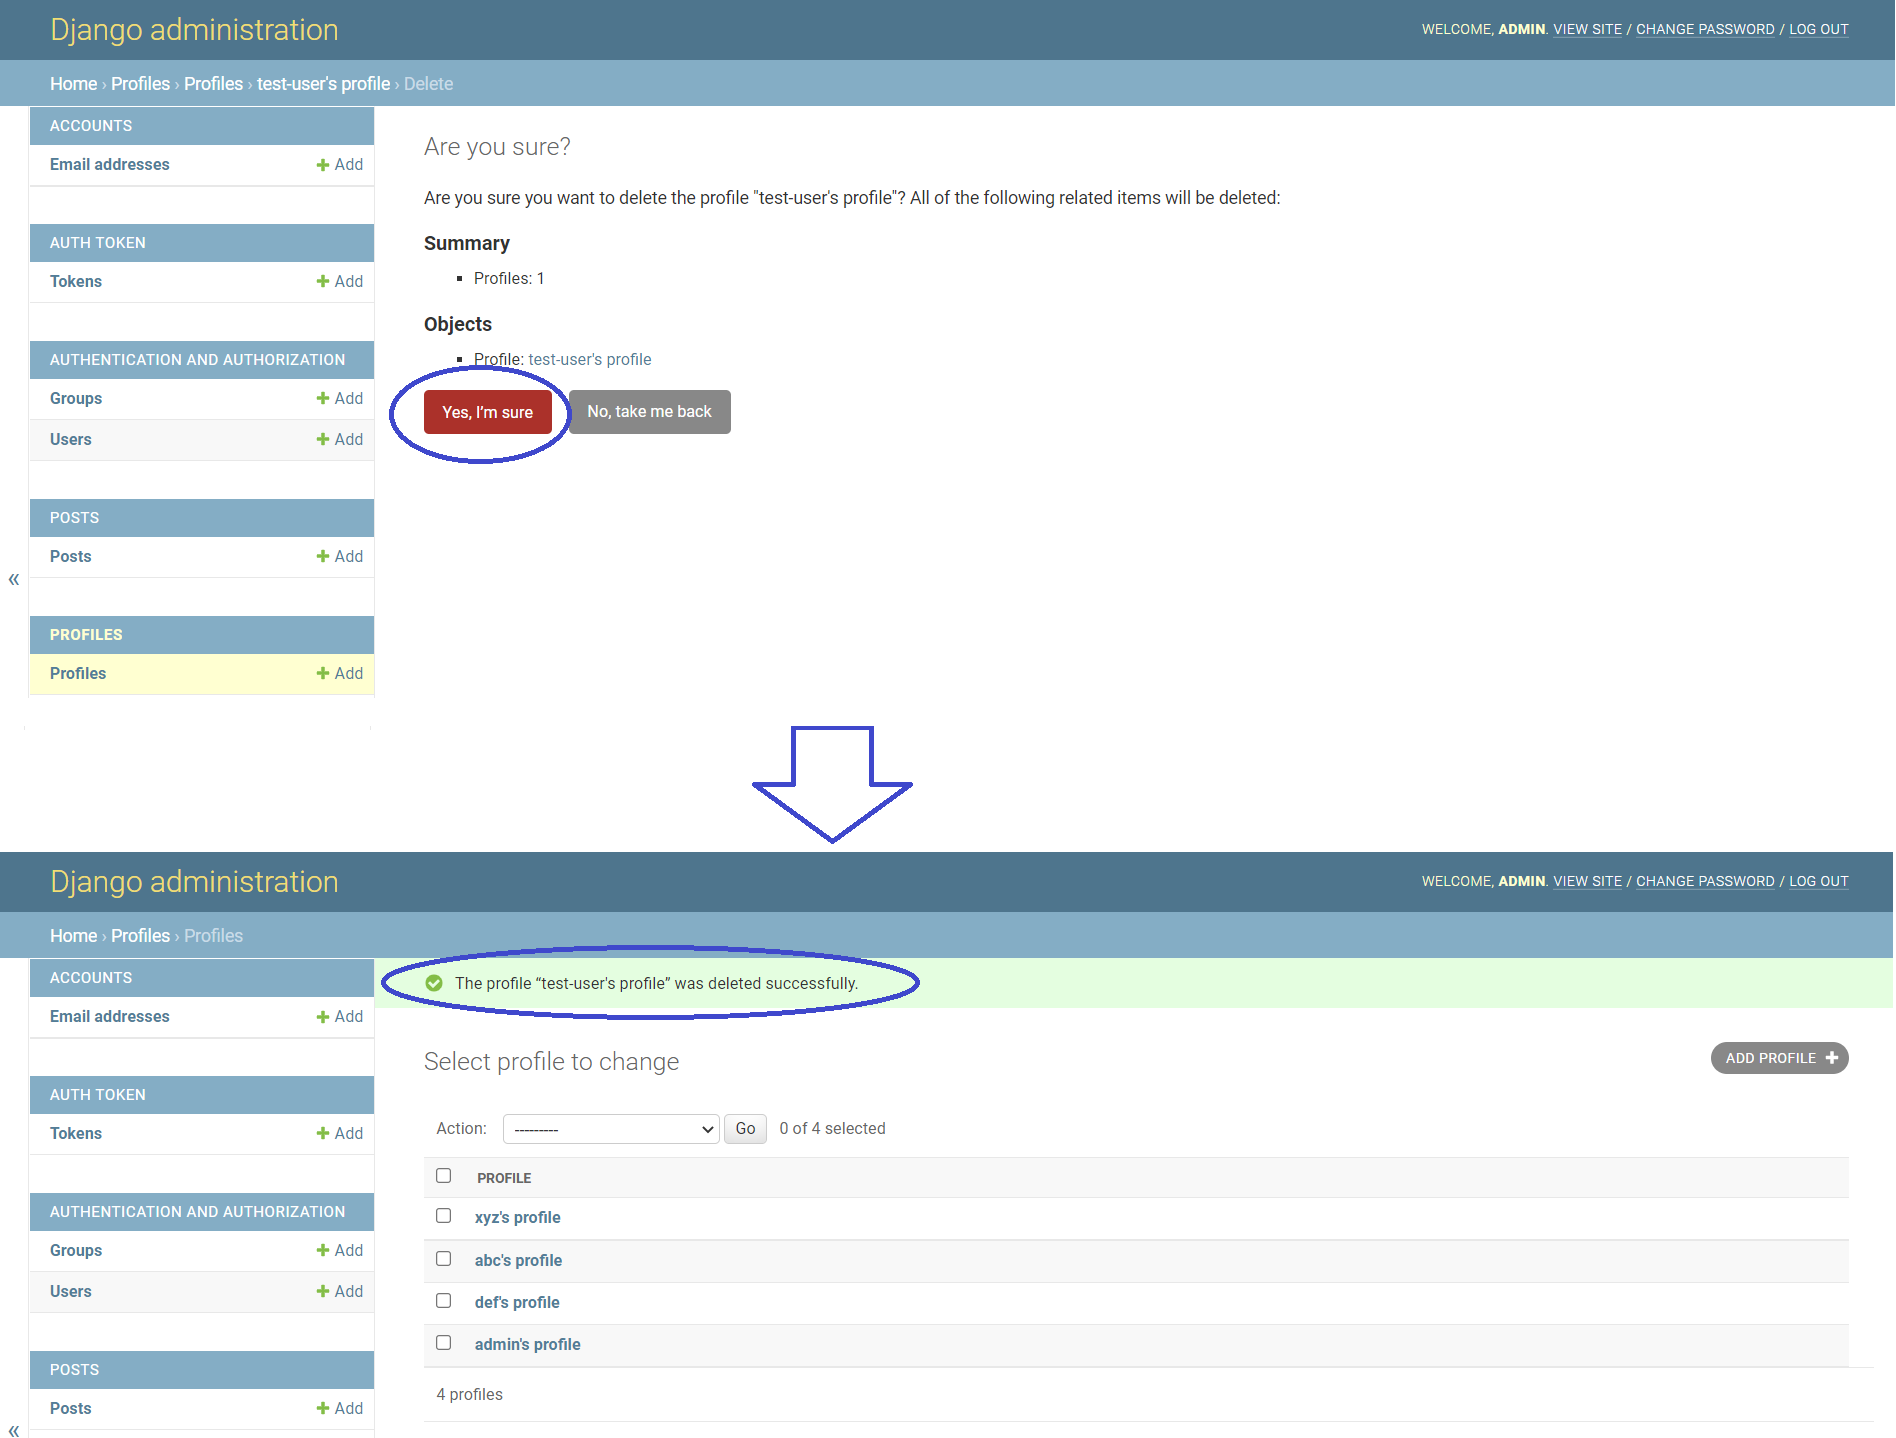 Django administration
WELCOME, ADMIN. VIEW SITE / CHANGE PASSWORD / LOG OUT
Home › Profiles › Profiles › test-user's profile › Delete
ACCOUNTS
Email addresses + Add
AUTH TOKEN
Tokens + Add
AUTHENTICATION AND AUTHORIZATION
Groups + Add
Users + Add
POSTS
Posts + Add
PROFILES
Profiles + Add
«
Are you sure?
Are you sure you want to delete the profile "test-user's profile"? All of the following related items will be deleted:
Summary
Profiles: 1
Objects
Profile: test-user's profile
Yes, I’m sure
No, take me back
Django administration
WELCOME, ADMIN. VIEW SITE / CHANGE PASSWORD / LOG OUT
Home › Profiles › Profiles
ACCOUNTS
Email addresses + Add
AUTH TOKEN
Tokens + Add
AUTHENTICATION AND AUTHORIZATION
Groups + Add
Users + Add
POSTS
Posts + Add
«
The profile “test-user's profile” was deleted successfully.
Select profile to change
ADD PROFILE +
Action: --------- Go 0 of 4 selected
PROFILE
xyz's profile
abc's profile
def's profile
admin's profile
4 profiles